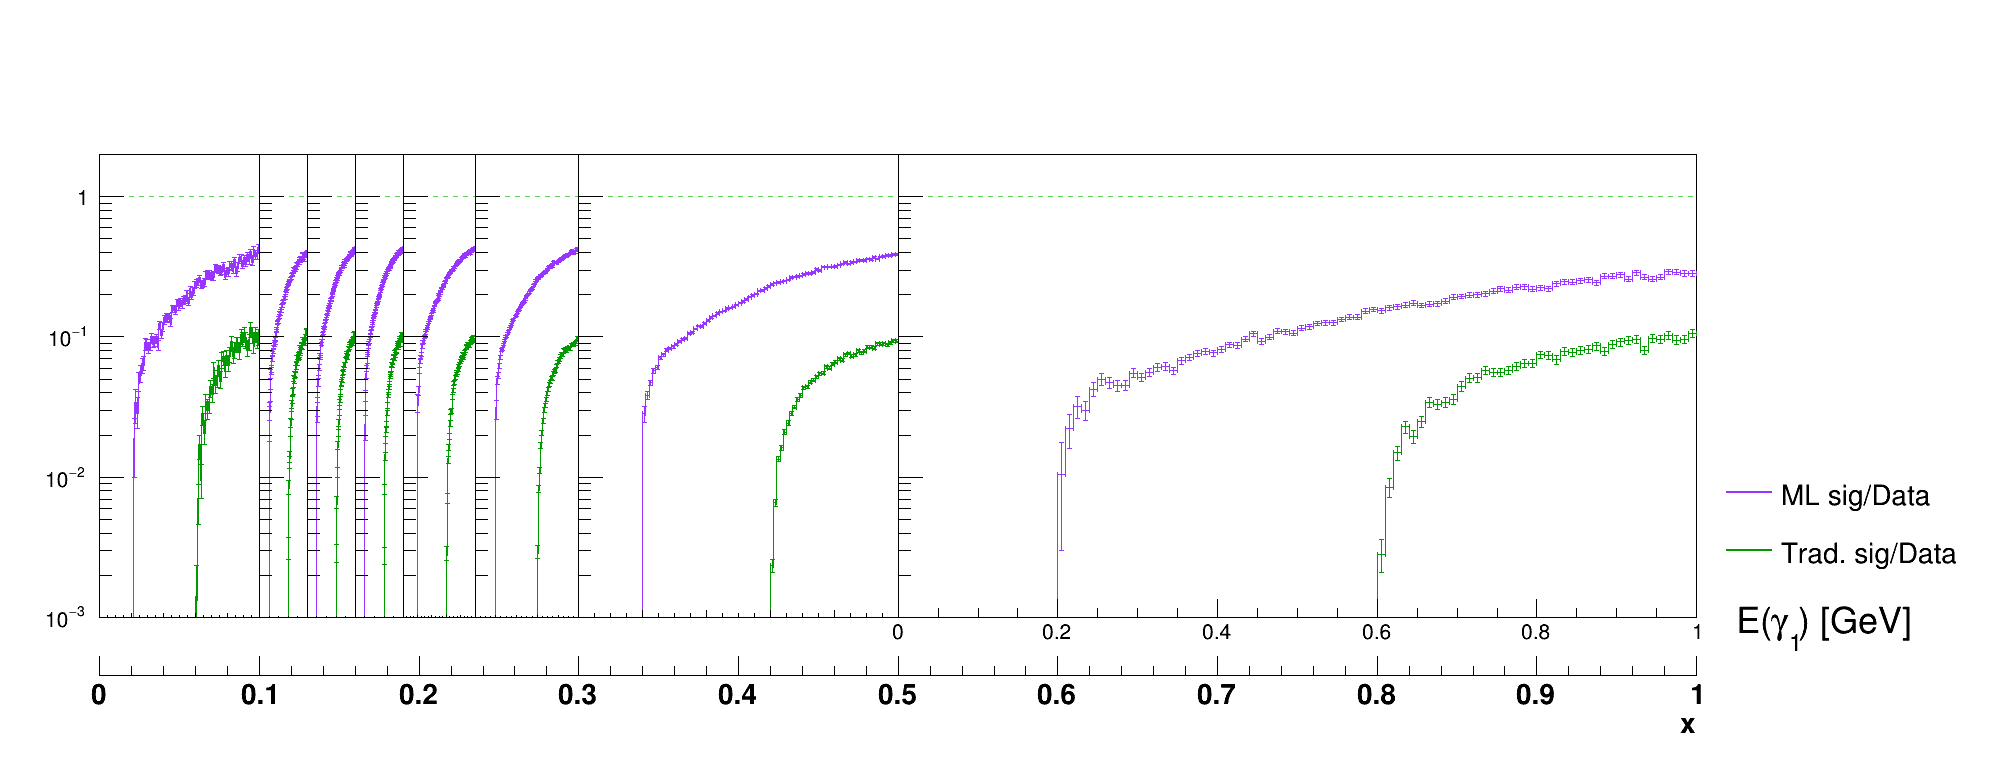 1
10⁻¹
10⁻²
10⁻³
ML sig/Data
Trad. sig/Data
E(γ₁) [GeV]
0 0.2 0.4 0.6 0.8 1
0 0.1 0.2 0.3 0.4 0.5 0.6 0.7 0.8 0.9 1
x